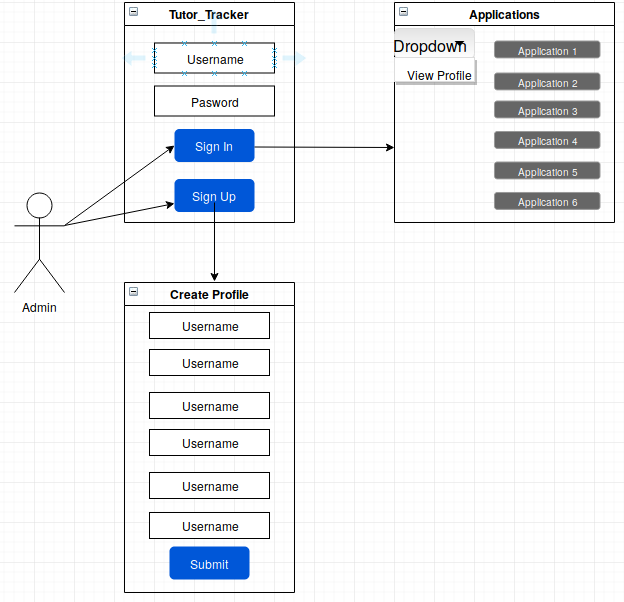 Tutor_Tracker
Username
Pasword
Sign In
Sign Up
Applications
Dropdown
View Profile
Application 1
Application 2
Application 3
Application 4
Application 5
Application 6
Admin
Create Profile
Username
Username
Username
Username
Username
Username
Submit